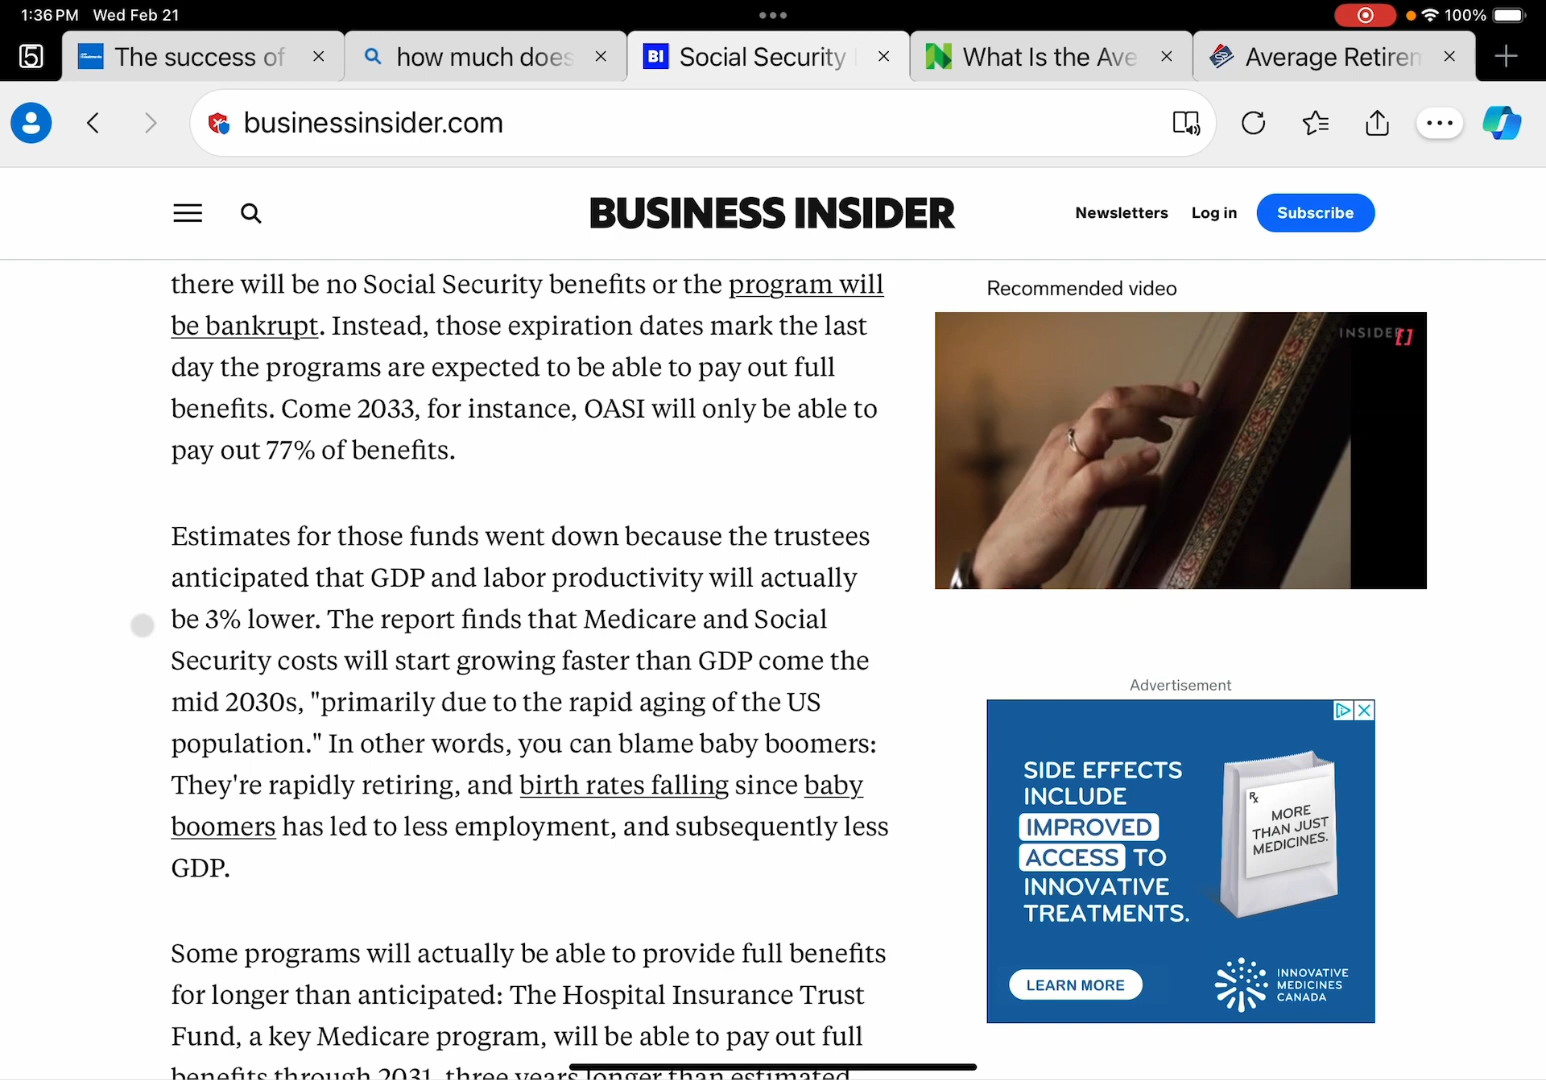 1:36 PM Wed Feb 21
100%
5
The success of
how much does
BI Social Security
What Is the Ave
Average Retiren
businessinsider.com
BUSINESS INSIDER
Newsletters Log in Subscribe
there will be no Social Security benefits or the program will
be bankrupt. Instead, those expiration dates mark the last
day the programs are expected to be able to pay out full
benefits. Come 2033, for instance, OASI will only be able to
pay out 77% of benefits.
Estimates for those funds went down because the trustees
anticipated that GDP and labor productivity will actually
be 3% lower. The report finds that Medicare and Social
Security costs will start growing faster than GDP come the
mid 2030s, "primarily due to the rapid aging of the US
population." In other words, you can blame baby boomers:
They're rapidly retiring, and birth rates falling since baby
boomers has led to less employment, and subsequently less
GDP.
Some programs will actually be able to provide full benefits
for longer than anticipated: The Hospital Insurance Trust
Fund, a key Medicare program, will be able to pay out full
benefits through 2031, three years longer than estimated
Recommended video
INSIDER
Advertisement
SIDE EFFECTS
INCLUDE
IMPROVED
ACCESS TO
INNOVATIVE
TREATMENTS.
LEARN MORE
Rx
MORE
THAN JUST
MEDICINES.
INNOVATIVE
MEDICINES
CANADA